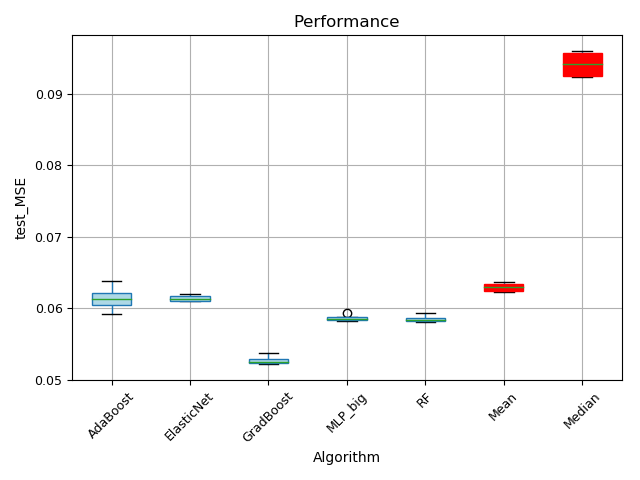 Performance
test_MSE
0.09
0.08
0.07
0.06
0.05
AdaBoost
ElasticNet
GradBoost
MLP_big
RF
Mean
Median
Algorithm